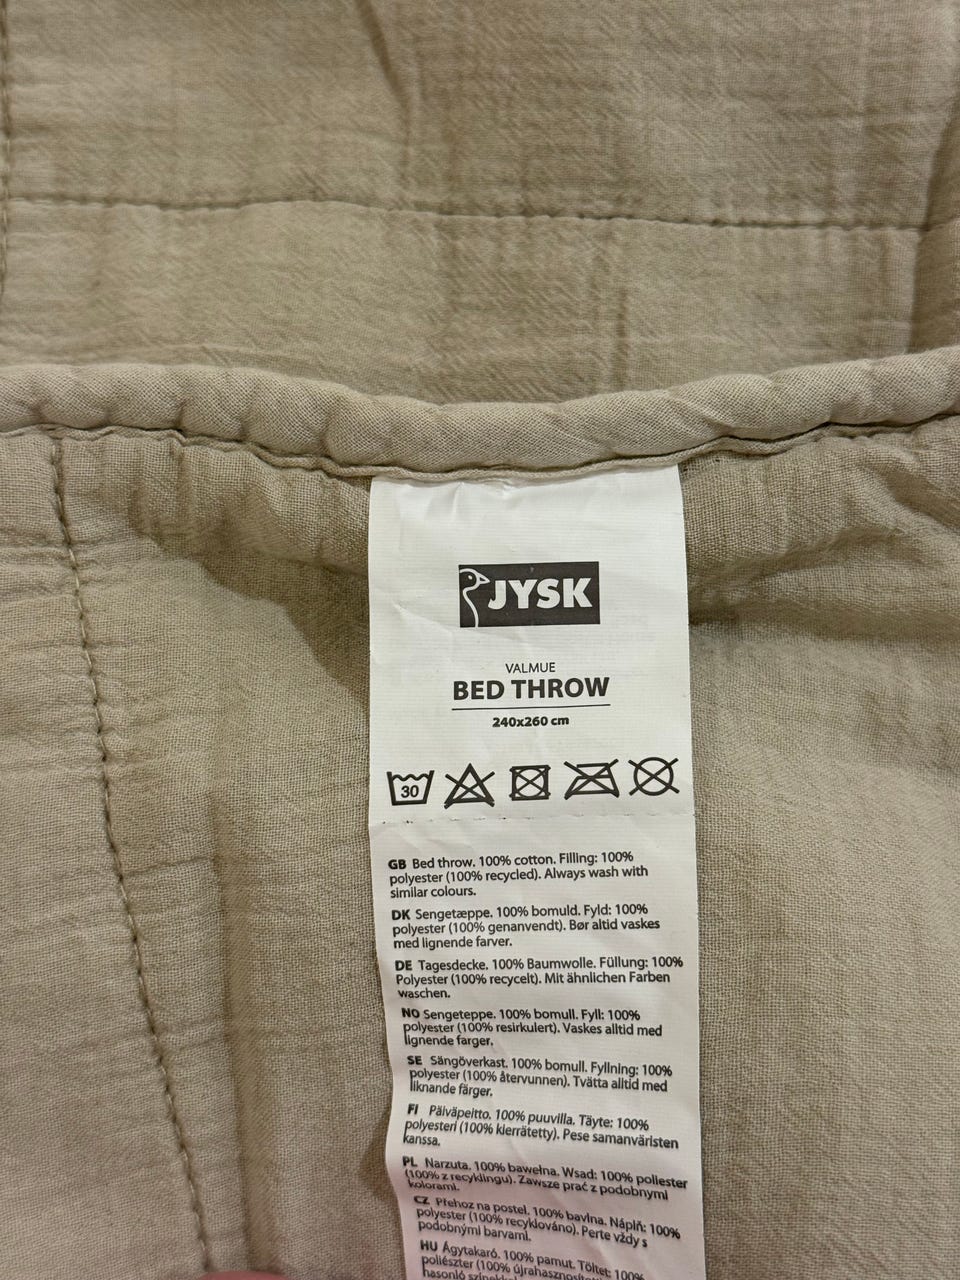 JYSK
VALMUE
BED THROW
240x260 cm
30
GB Bed throw. 100% cotton. Filling: 100%
polyester (100% recycled). Always wash with
similar colours.
DK Sengetæppe. 100% bomuld. Fyld: 100%
polyester (100% genanvendt). Bør altid vaskes
med lignende farver.
DE Tagesdecke. 100% Baumwolle. Füllung: 100%
Polyester (100% recycelt). Mit ähnlichen Farben
waschen.
NO Sengeteppe. 100% bomull. Fyll: 100%
polyester (100% resirkulert). Vaskes alltid med
lignende farger.
SE Sängöverkast. 100% bomull. Fyllning: 100%
polyester (100% återvunnen). Tvätta alltid med
liknande färger.
FI Päiväpeitto. 100% puuvilla. Täyte: 100%
polyesteri (100% kierrätetty). Pese samanväristen
kanssa.
PL Narzuta. 100% bawełna. Wsad: 100% poliester
(100% z recyklingu). Zawsze prać z podobnymi
kolorami.
CZ Přehoz na postel. 100% bavlna. Náplň: 100%
polyester (100% recyklováno). Perte vždy s
podobnými barvami.
HU Ágytakaró. 100% pamut. Töltet: 100%
poliészter (100% újrahasznosított
hasonló